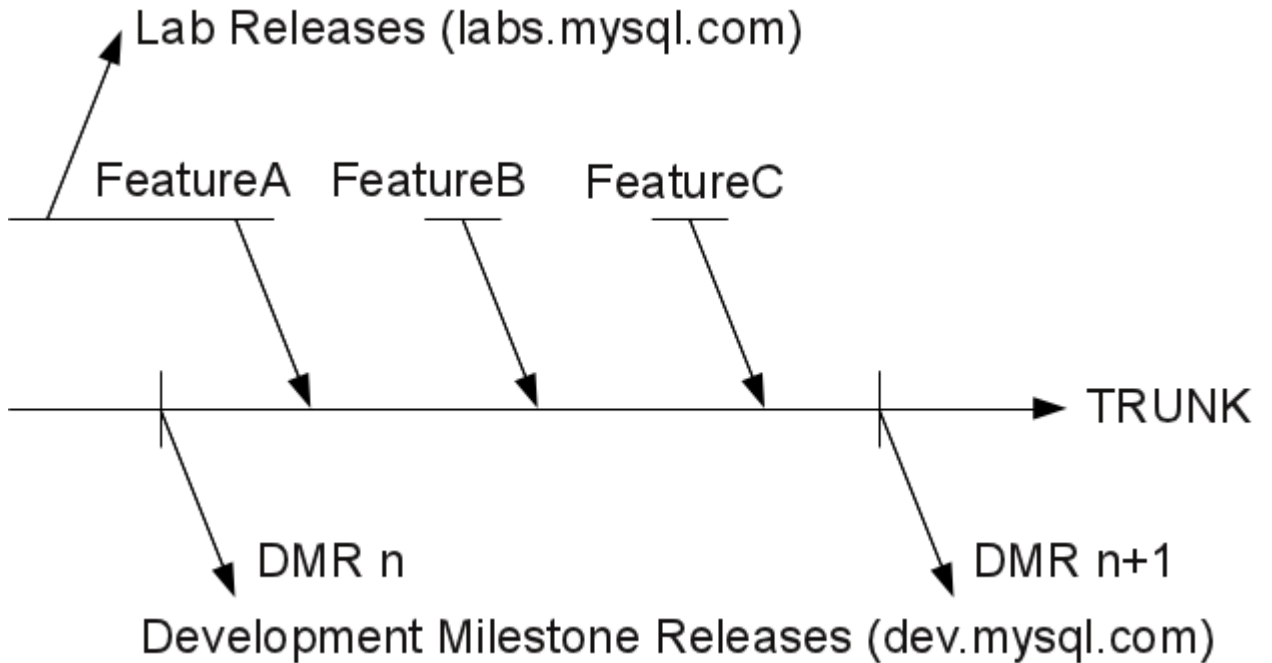 Lab Releases (labs.mysql.com)
FeatureA FeatureB FeatureC
TRUNK
DMR n DMR n+1
Development Milestone Releases (dev.mysql.com)